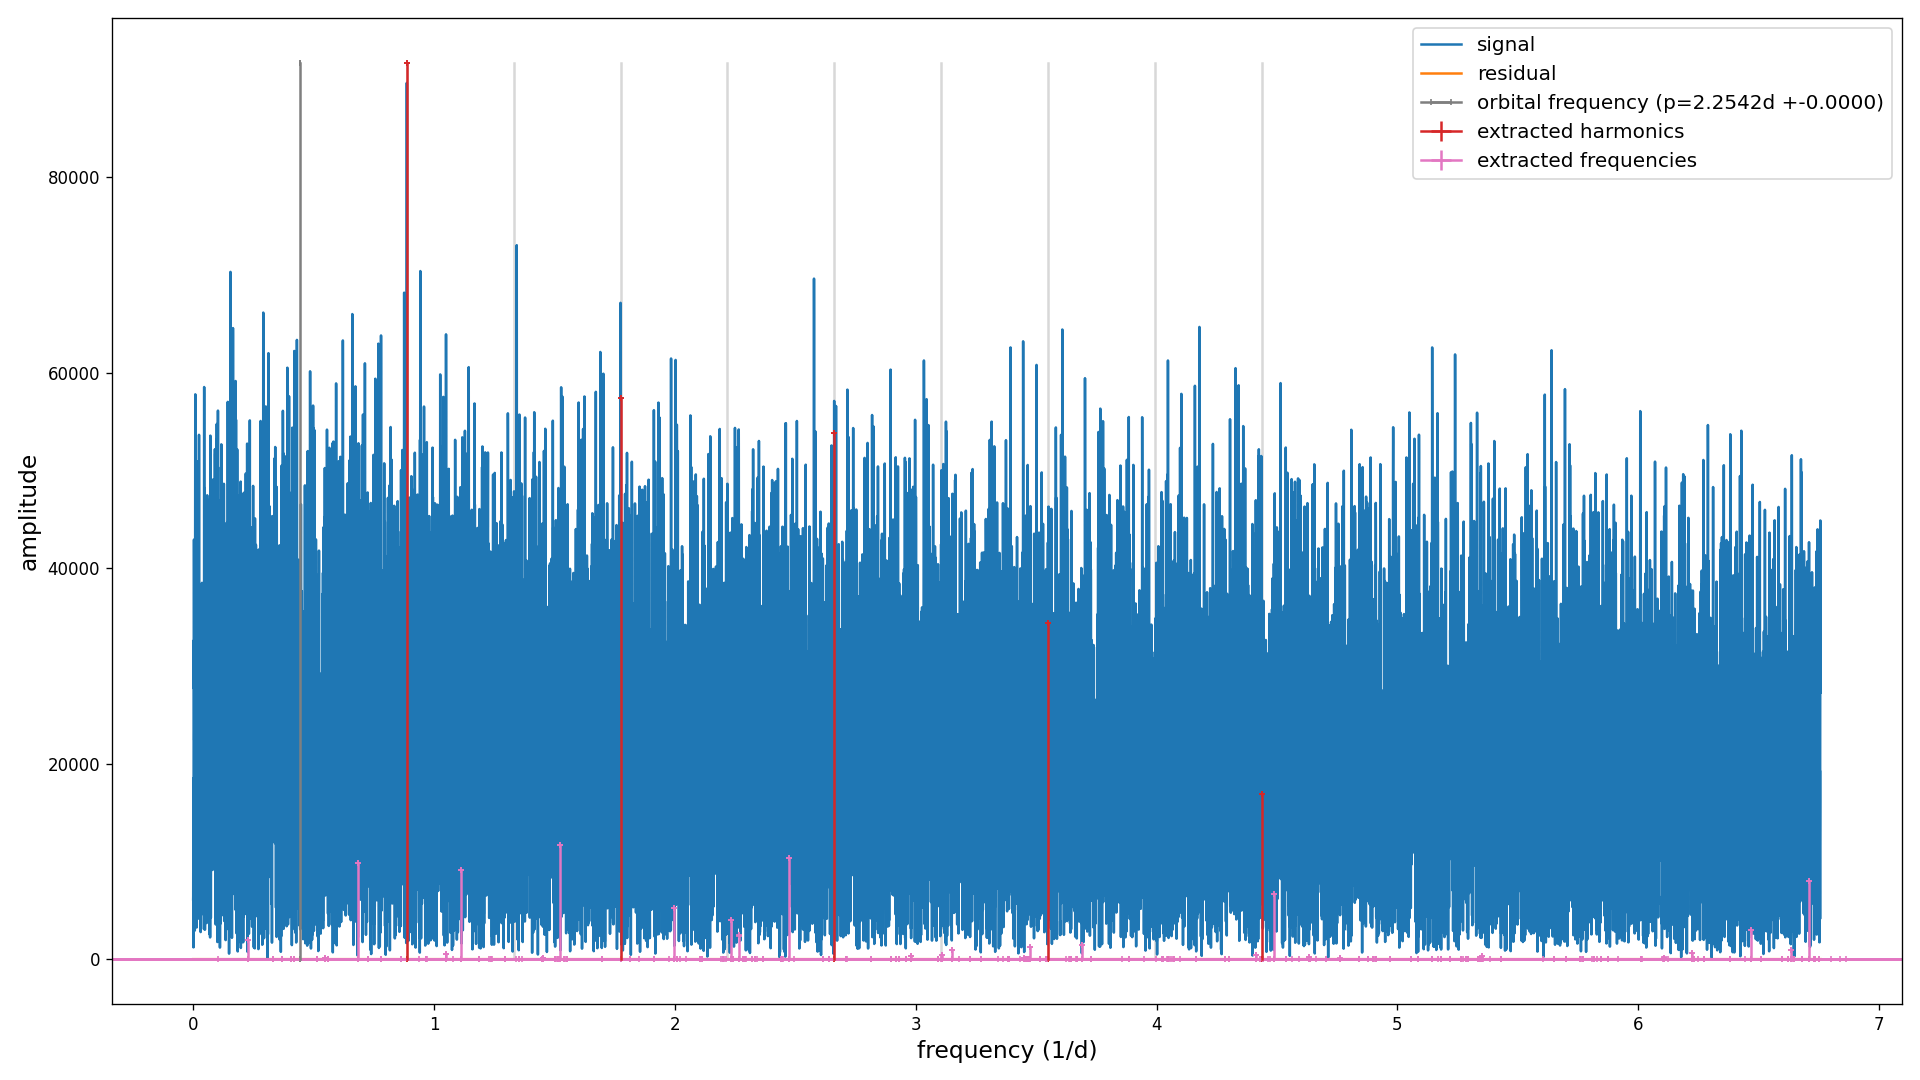 signal
residual
orbital frequency (p=2.2542d +-0.0000)
extracted harmonics
extracted frequencies
80000
60000
40000
20000
0
amplitude
0 1 2 3 4 5 6 7
frequency (1/d)